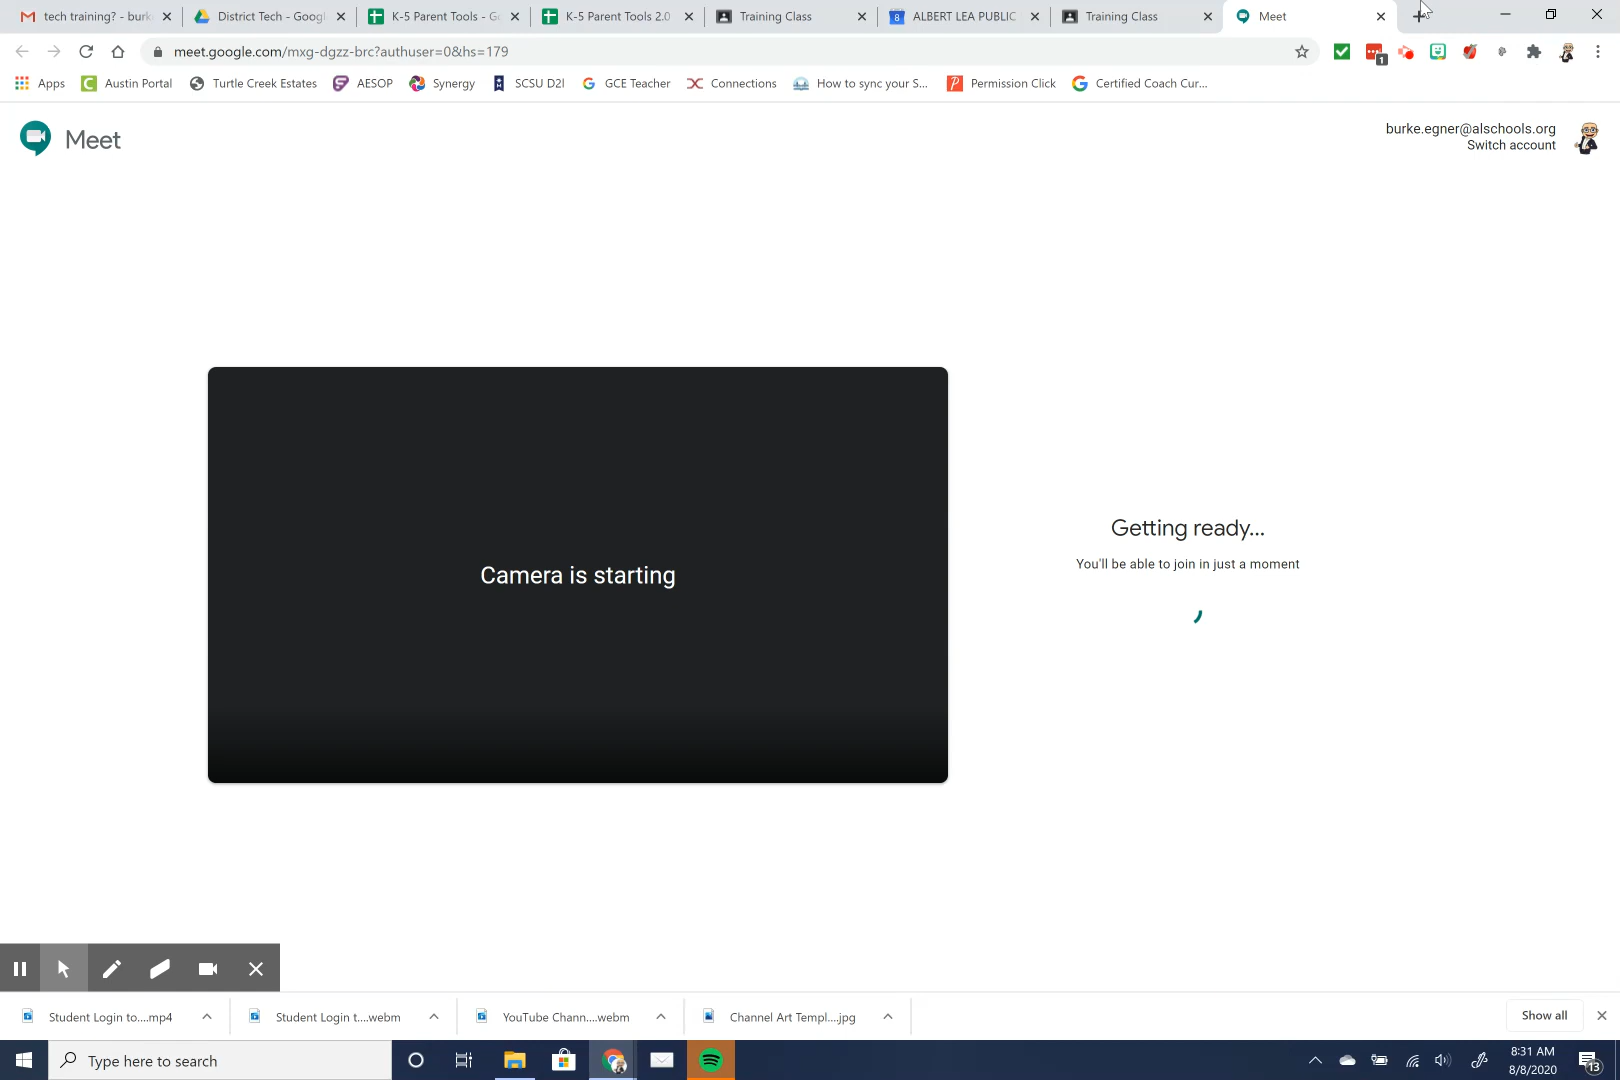 tech training? - burk
District Tech - Googl
K-5 Parent Tools - G
K-5 Parent Tools 2.0
Training Class
ALBERT LEA PUBLIC
Training Class
Meet
meet.google.com/mxg-dgzz-brc?authuser=0&hs=179
1
Apps
Austin Portal
Turtle Creek Estates
AESOP
Synergy
SCSU D2I
GCE Teacher
Connections
How to sync your S...
Permission Click
Certified Coach Cur...
Meet
burke.egner@alschools.org
Switch account
Camera is starting
Getting ready...
You'll be able to join in just a moment
Student Login to....mp4
Student Login t....webm
YouTube Chann....webm
Channel Art Templ....jpg
Show all
Type here to search
8:31 AM
8/8/2020
13